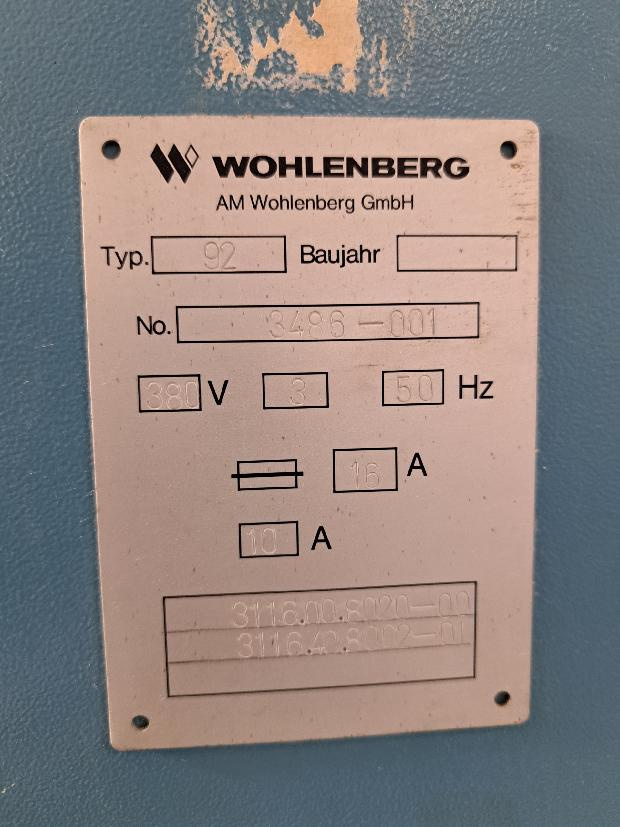 WOHLENBERG
AM Wohlenberg GmbH
Typ. 92 Baujahr
No. 3486-001
380 V 3 50 Hz
16 A
10 A
3116.00.8020-00
3116.40.8002-01